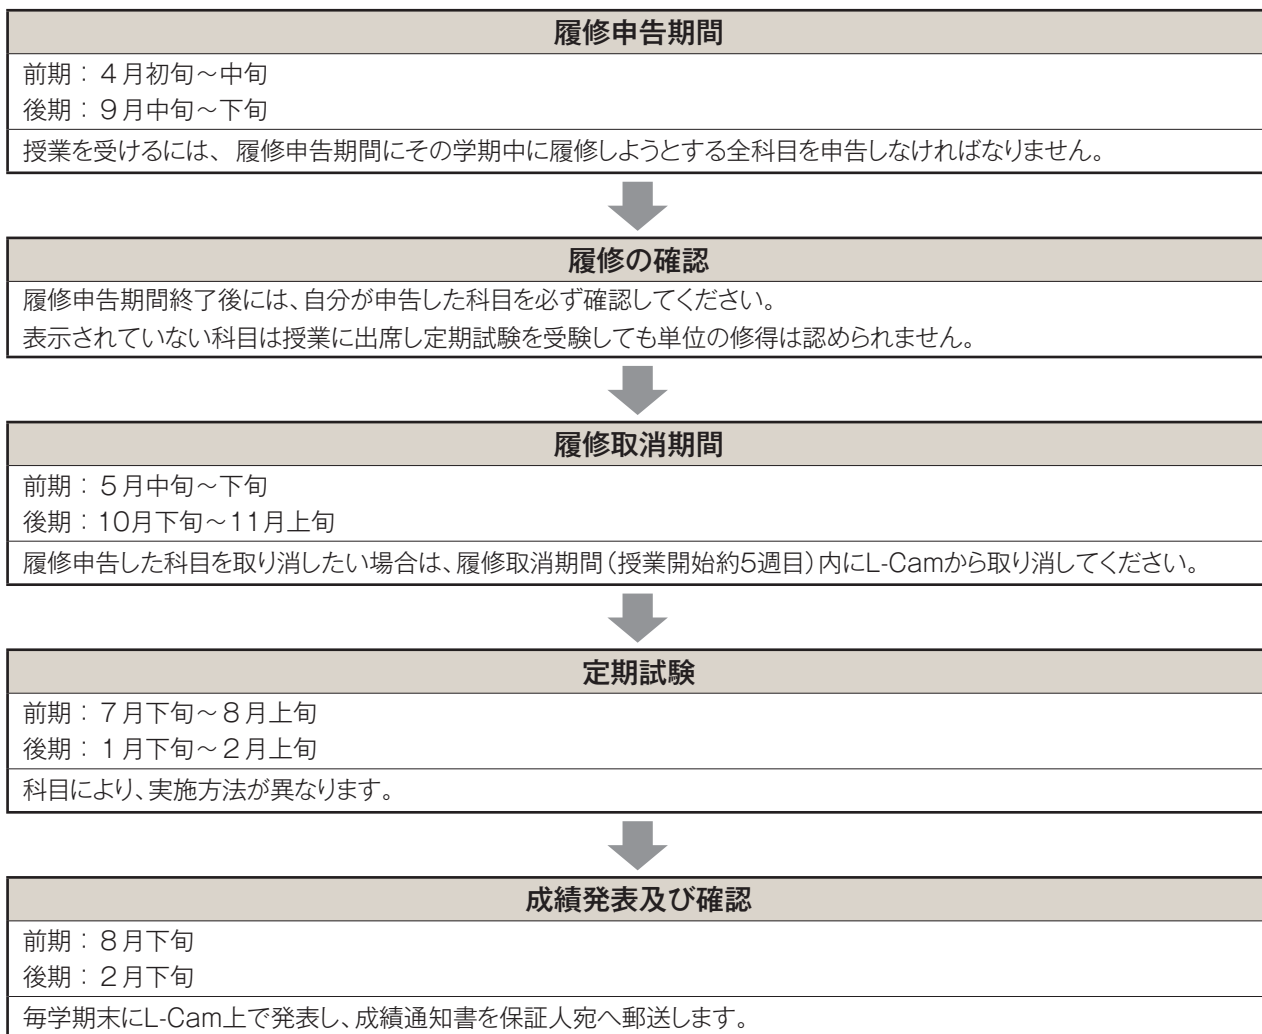 履修申告期間
前期：４月初旬～中旬
後期：９月中旬～下旬
授業を受けるには、履修申告期間にその学期中に履修しようとする全科目を申告しなければなりません。
履修の確認
履修申告期間終了後には、自分が申告した科目を必ず確認してください。
表示されていない科目は授業に出席し定期試験を受験しても単位の修得は認められません。
履修取消期間
前期：５月中旬～下旬
後期：10月下旬～11月上旬
履修申告した科目を取り消したい場合は、履修取消期間（授業開始約5週目）内にL-Camから取り消してください。
定期試験
前期：７月下旬～８月上旬
後期：１月下旬～２月上旬
科目により、実施方法が異なります。
成績発表及び確認
前期：８月下旬
後期：２月下旬
毎学期末にL-Cam上で発表し、成績通知書を保証人宛へ郵送します。